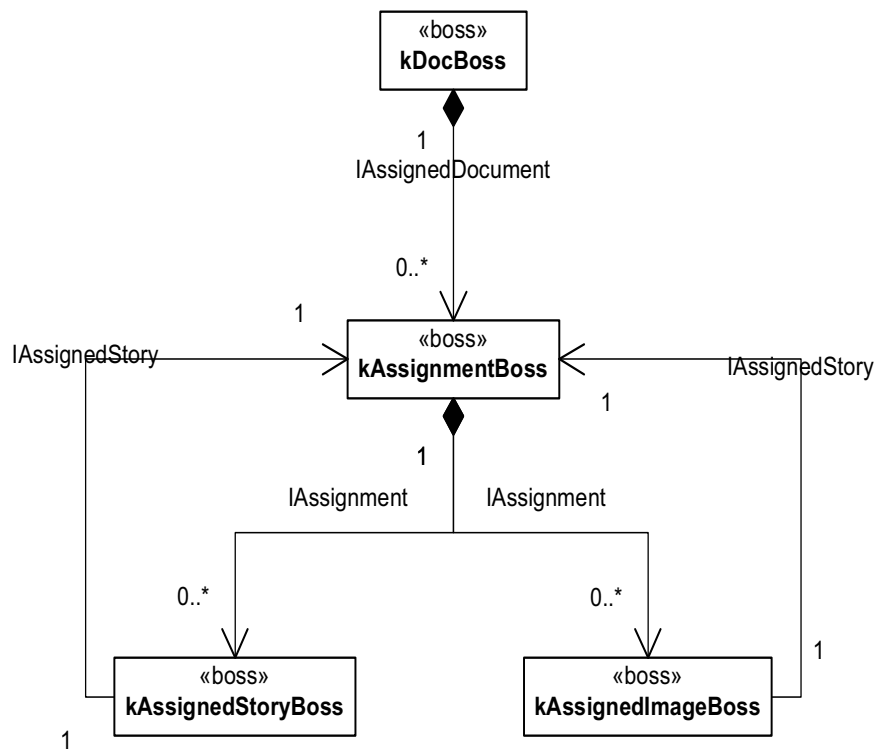 «boss»
kDocBoss
1
IAssignedDocument
0..*
1
«boss»
kAssignmentBoss
IAssignedStory
IAssignedStory
1
1
IAssignment
IAssignment
0..*
0..*
«boss»
kAssignedStoryBoss
«boss»
kAssignedImageBoss
1
1